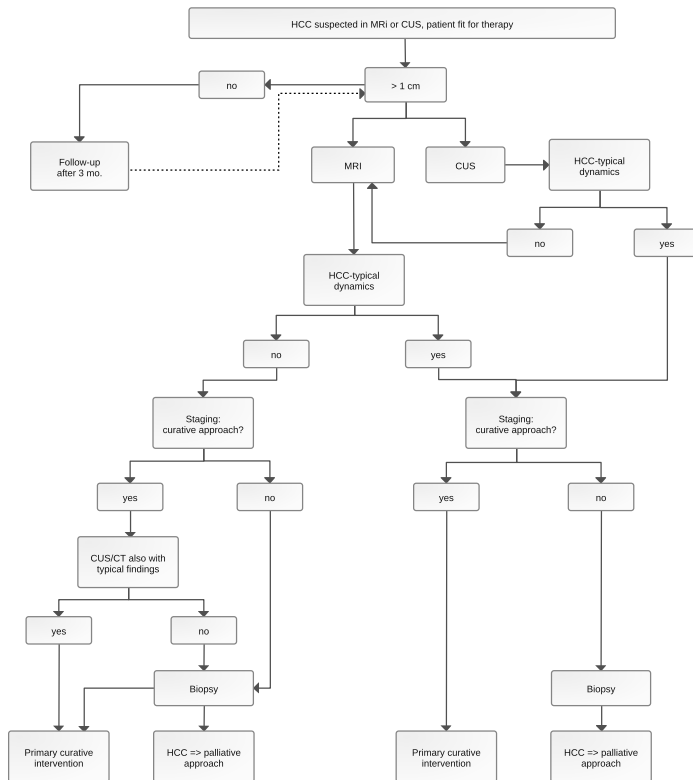 HCC suspected in MRi or CUS, patient fit for therapy
no
> 1 cm
Follow-up
after 3 mo.
MRI
CUS
HCC-typical
dynamics
no
yes
HCC-typical
dynamics
no
yes
Staging:
curative approach?
Staging:
curative approach?
yes
no
yes
no
CUS/CT also with
typical findings
yes
no
Biopsy
Biopsy
Primary curative
intervention
HCC => palliative
approach
Primary curative
intervention
HCC => palliative
approach